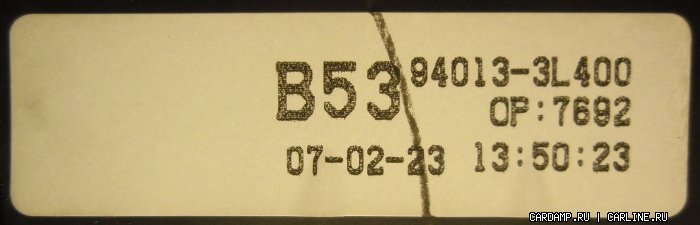 B53 94013-3L400
OP:7692
07-02-23 13:50:23
CARDAMP.RU | CARLINE.RU